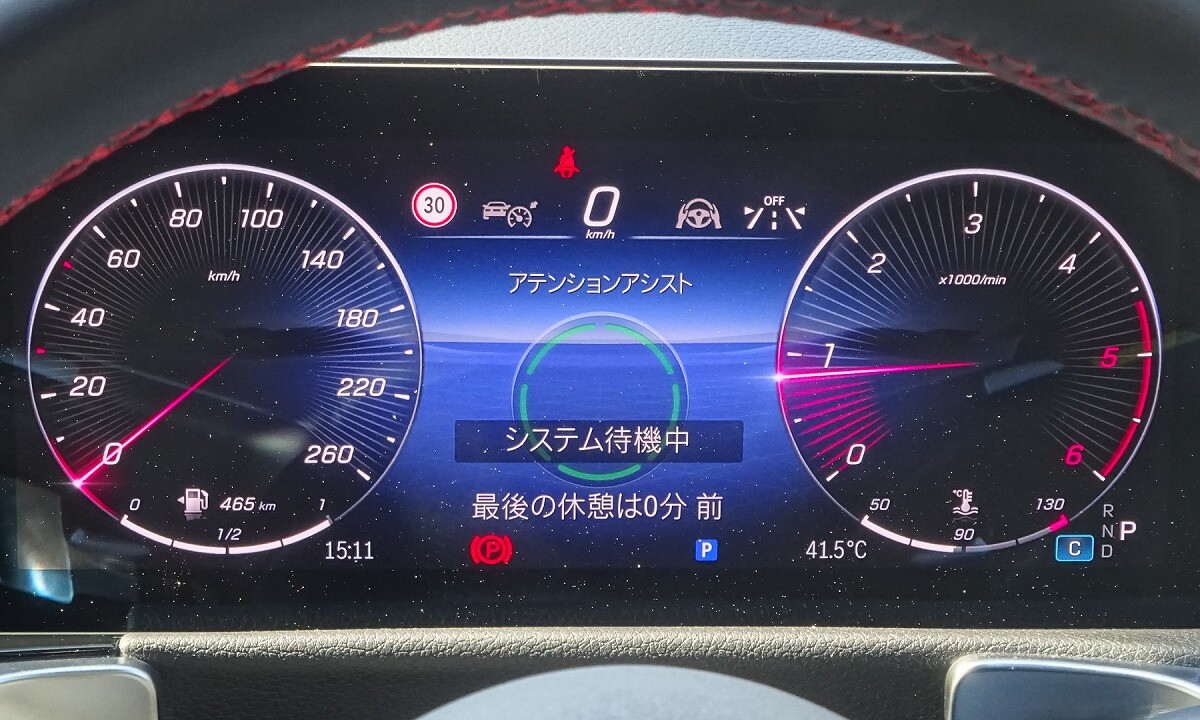 30
0
km/h
OFF
アテンションアシスト
システム待機中
最後の休憩は0分 前
P
P
0
20
40
60
80
100
140
180
220
260
km/h
0
1/2
1
465 km
15:11
0
1
2
3
4
5
6
x1000/min
50
90
130
°C
41.5°C
C
R
N
D
P